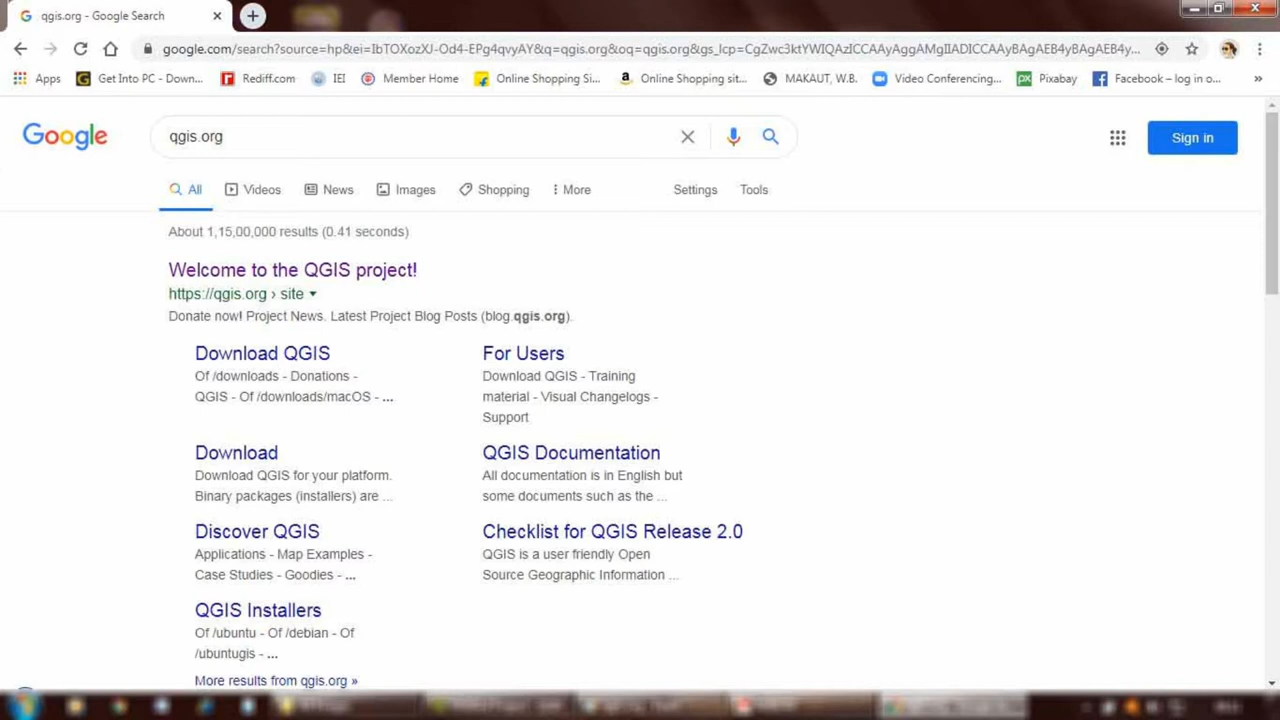 qgis.org - Google Search
google.com/search?source=hp&ei=IbTOXozXJ-Od4-EPg4qvyAY&q=qgis.org&oq=qgis.org&gs_lcp=CgZwc3ktYWIQAzICCAAyAggAMgIIADICCAAyBAgAEB4yBAgAEB4y...
Apps Get Into PC - Down... Rediff.com IEI Member Home Online Shopping Si... Online Shopping sit... MAKAUT, W.B. Video Conferencing... Pixabay Facebook – log in o... »
Google qgis.org Sign in
All Videos News Images Shopping More Settings Tools
About 1,15,00,000 results (0.41 seconds)
Welcome to the QGIS project!
https://qgis.org › site
Donate now! Project News. Latest Project Blog Posts (blog.qgis.org).
Download QGIS
Of /downloads - Donations -
QGIS - Of /downloads/macOS - ...
For Users
Download QGIS - Training
material - Visual Changelogs -
Support
Download
Download QGIS for your platform.
Binary packages (installers) are ...
QGIS Documentation
All documentation is in English but
some documents such as the ...
Discover QGIS
Applications - Map Examples -
Case Studies - Goodies - ...
Checklist for QGIS Release 2.0
QGIS is a user friendly Open
Source Geographic Information ...
QGIS Installers
Of /ubuntu - Of /debian - Of
/ubuntugis - ...
More results from qgis.org »